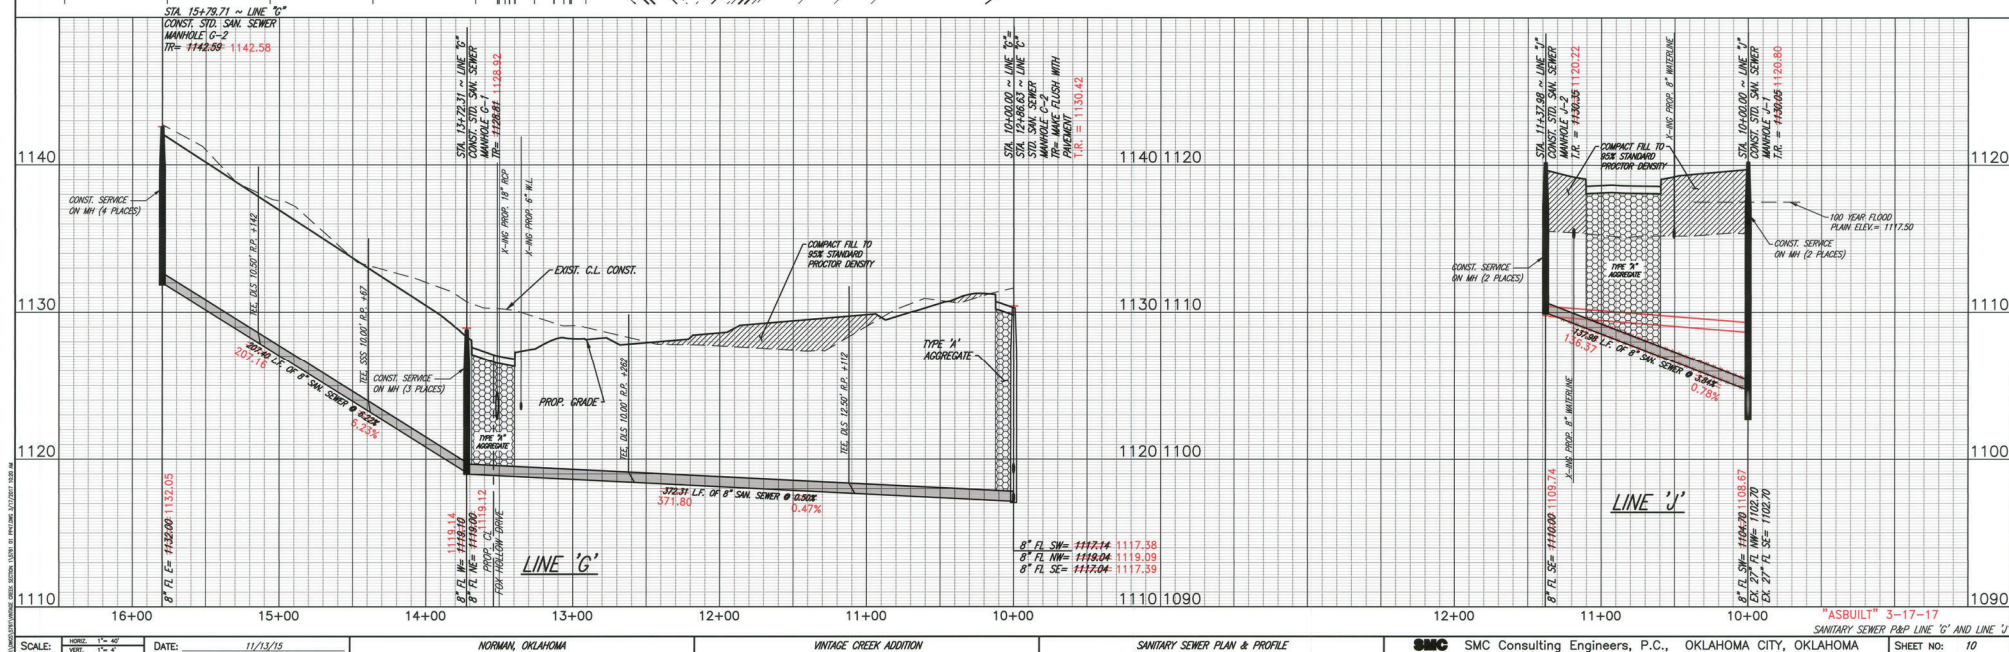 STA. 15+79.71 ~ LINE "G"
CONST. STD. SAN. SEWER
MANHOLE G-2
TR= 1142.59 1142.58
CONST. SERVICE
ON MH (4 PLACES)
TEE, DLS 10.50' R.P. +142
TEE, SSS 10.00' R.P. +67
207.40 L.F. OF 8" SAN. SEWER @ 6.22%
207.16
6.23%
8" FL E= 1132.00 1132.05
STA. 13+72.31 ~ LINE "G"
CONST. STD. SAN. SEWER
MANHOLE G-1
TR= 1128.81 1128.92
X-ING PROP. 18" RCP
X-ING PROP. 6" W.L.
EXIST. C.L. CONST.
CONST. SERVICE
ON MH (3 PLACES)
TYPE "A"
AGGREGATE
PROP. GRADE
TEE, DLS 10.00' R.P. +262
COMPACT FILL TO
95% STANDARD
PROCTOR DENSITY
TEE, DLS 12.50' R.P. +112
TYPE 'A'
AGGREGATE
372.31 L.F. OF 8" SAN. SEWER @ 0.50%
371.80
0.47%
8" FL W= 1119.10
1119.14
8" FL NE= 1119.00
1119.12
PROP. CL
FOX HOLLOW DRIVE
LINE 'G'
STA. 10+00.00 ~ LINE "G"=
STA. 12+86.63 ~ LINE "C"
STD. SAN. SEWER
MANHOLE C-2
TR= MAKE FLUSH WITH
PAVEMENT
T.R. = 1130.42
8" FL SW= 1117.14 1117.38
8" FL NW= 1119.04 1119.09
8" FL SE= 1117.04 1117.39
1140
1130
1120
1110
1140 1120
1130 1110
1120 1100
1110 1090
16+00
15+00
14+00
13+00
12+00
11+00
10+00
STA. 11+37.98 ~ LINE "J"
CONST. STD. SAN. SEWER
MANHOLE J-2
T.R. = 1130.35 1120.22
X-ING PROP. 8" WATERLINE
STA. 10+00.00 ~ LINE "J"
CONST. STD. SAN. SEWER
MANHOLE J-1
T.R. = 1130.05 1120.80
COMPACT FILL TO
95% STANDARD
PROCTOR DENSITY
100 YEAR FLOOD
PLAIN ELEV.= 1117.50
CONST. SERVICE
ON MH (2 PLACES)
CONST. SERVICE
ON MH (2 PLACES)
TYPE "A"
AGGREGATE
137.98 L.F. OF 8" SAN. SEWER @ 3.84%
136.37
0.78%
8" FL SE= 1110.00 1109.74
X-ING PROP. 8" WATERLINE
LINE 'J'
8" FL SW= 1104.70 1108.67
EX. 27" FL NW= 1102.70
EX. 27" FL SE= 1102.70
1120
1110
1100
1090
12+00
11+00
10+00
"ASBUILT" 3-17-17
SANITARY SEWER P&P LINE 'G' AND LINE 'J'
SCALE:
HORIZ. 1"= 40'
VERT. 1"= 4'
DATE:
11/13/15
NORMAN, OKLAHOMA
VINTAGE CREEK ADDITION
SANITARY SEWER PLAN & PROFILE
SMC SMC Consulting Engineers, P.C., OKLAHOMA CITY, OKLAHOMA
SHEET NO: 10